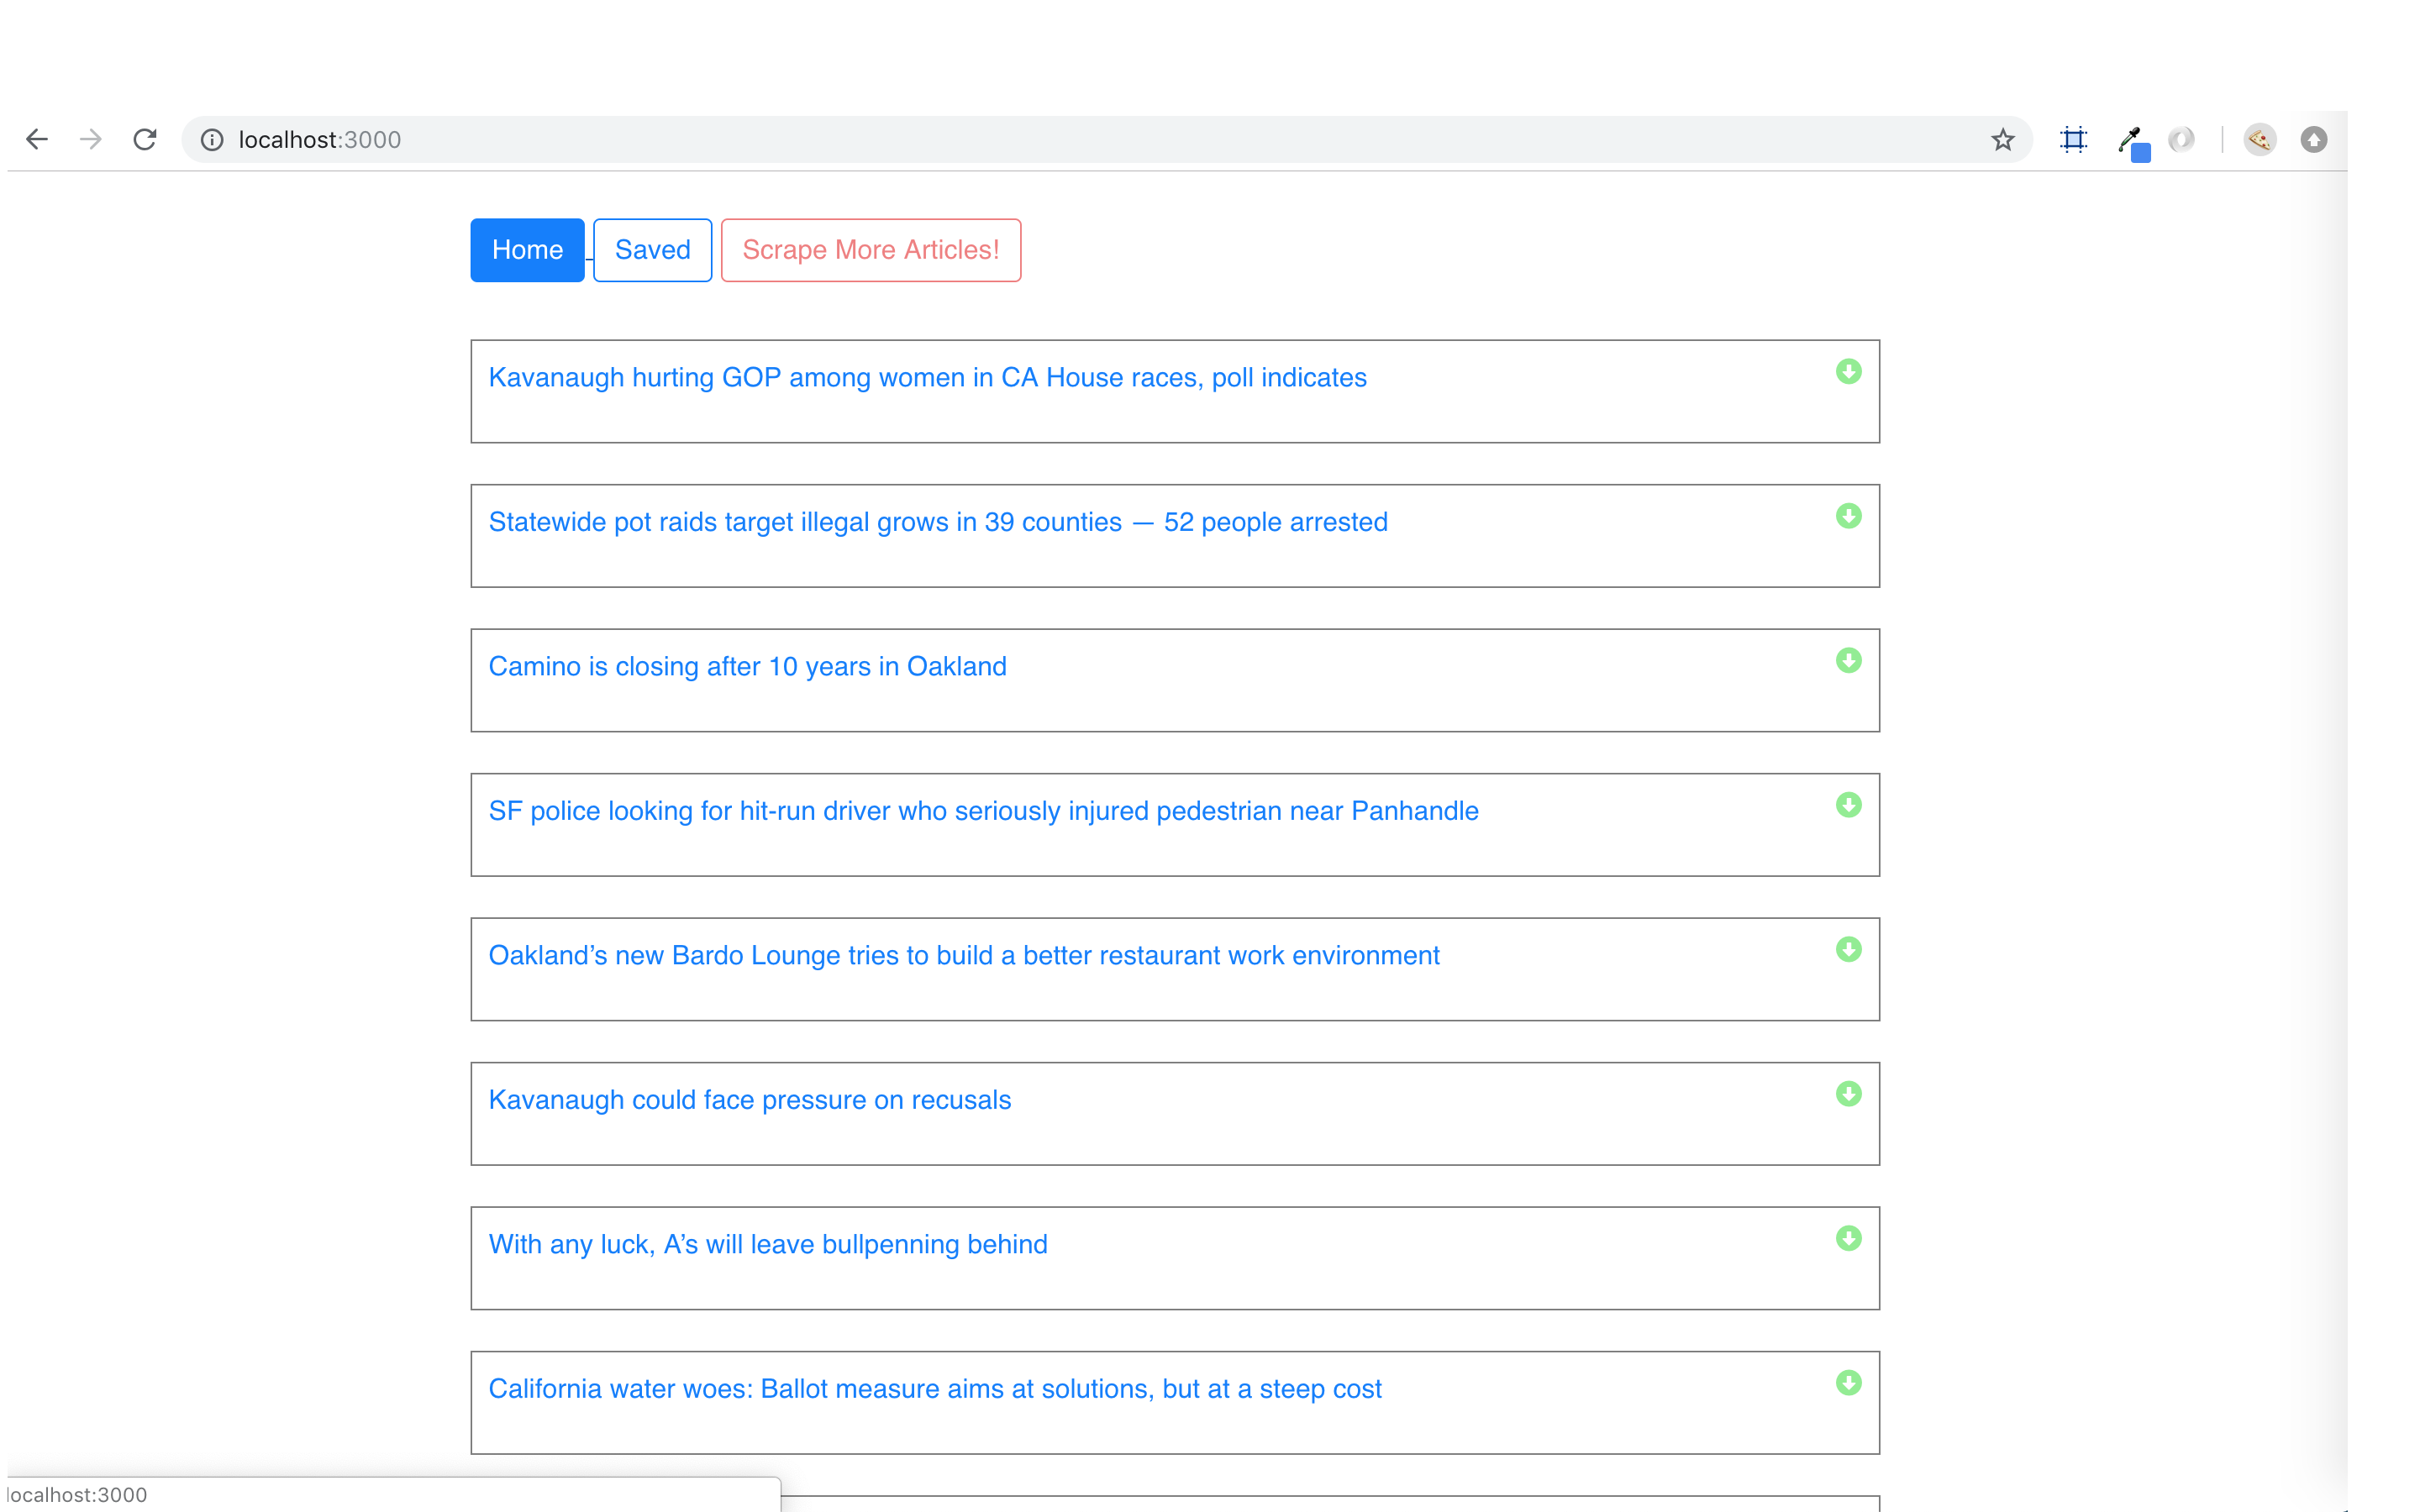 localhost:3000
Home Saved Scrape More Articles!
Kavanaugh hurting GOP among women in CA House races, poll indicates
Statewide pot raids target illegal grows in 39 counties — 52 people arrested
Camino is closing after 10 years in Oakland
SF police looking for hit-run driver who seriously injured pedestrian near Panhandle
Oakland’s new Bardo Lounge tries to build a better restaurant work environment
Kavanaugh could face pressure on recusals
With any luck, A’s will leave bullpenning behind
California water woes: Ballot measure aims at solutions, but at a steep cost
localhost:3000